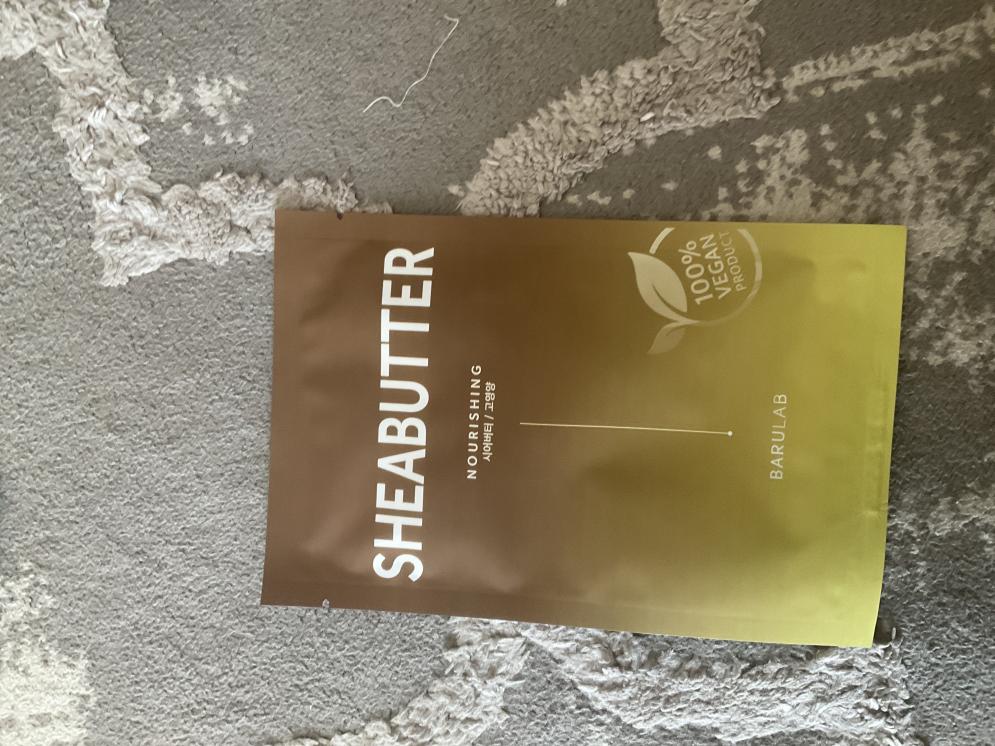 SHEABUTTER
NOURISHING
시어버터 / 고영양
100%
VEGAN
PRODUCT
BARULAB